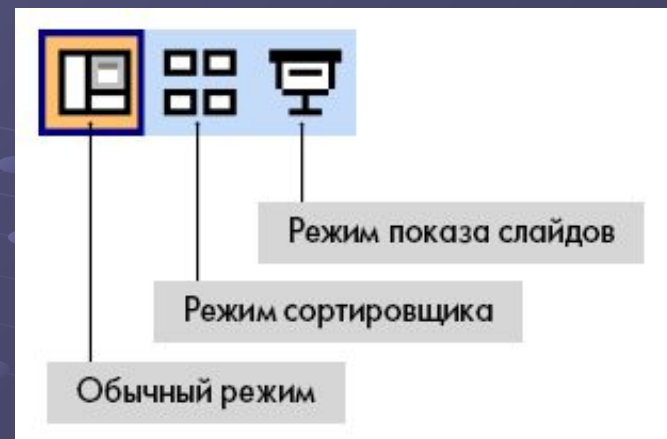 Режим показа слайдов
Режим сортировщика
Обычный режим